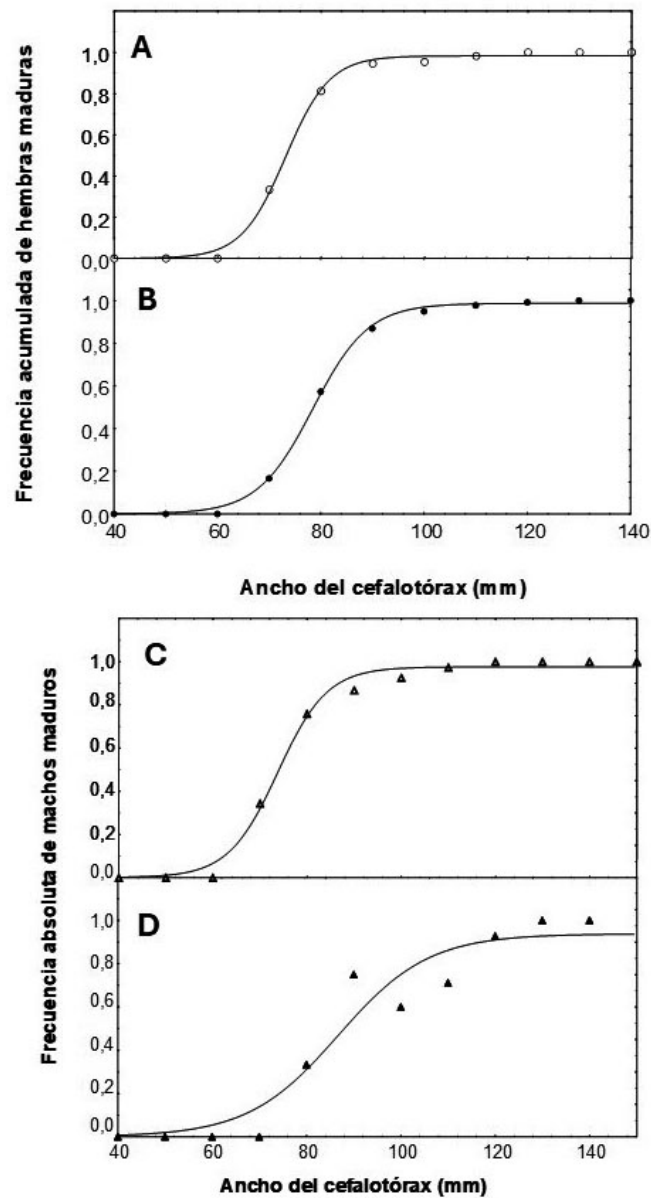 Frecuencia acumulada de hembras maduras
A
1,0
0,8
0,6
0,4
0,2
0,0
B
1,0
0,8
0,6
0,4
0,2
0,0
40 60 80 100 120 140
Ancho del cefalotórax (mm)
Frecuencia absoluta de machos maduros
C
1,0
0,8
0,6
0,4
0,2
0,0
D
1,0
0,8
0,6
0,4
0,2
0,0
40 60 80 100 120 140
Ancho del cefalotórax (mm)